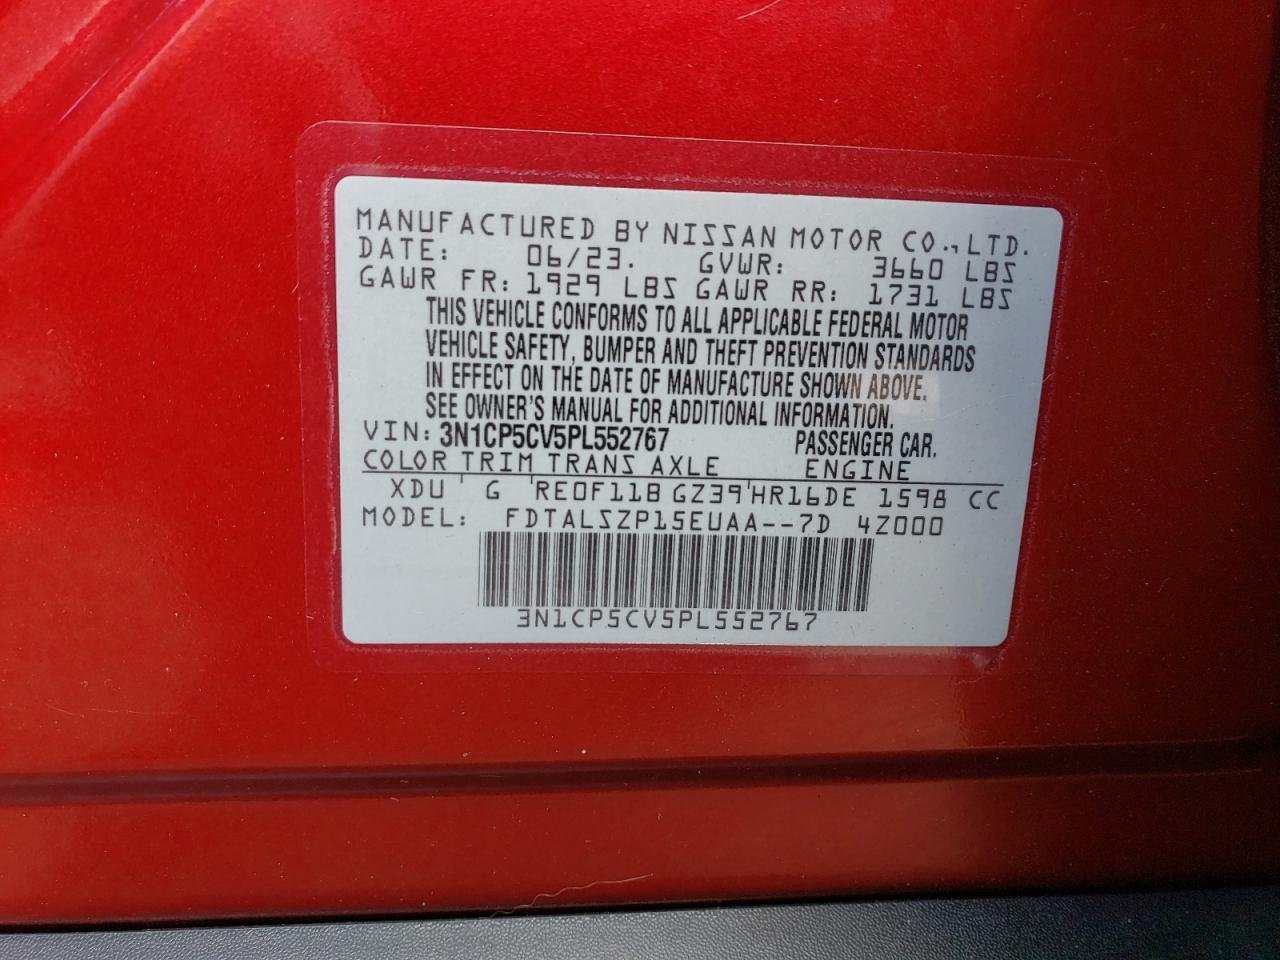 MANUFACTURED BY NISSAN MOTOR CO., LTD.
DATE: 06/23. GVWR: 3660 LBS
GAWR FR: 1929 LBS GAWR RR: 1731 LBS
THIS VEHICLE CONFORMS TO ALL APPLICABLE FEDERAL MOTOR
VEHICLE SAFETY, BUMPER AND THEFT PREVENTION STANDARDS
IN EFFECT ON THE DATE OF MANUFACTURE SHOWN ABOVE.
SEE OWNER'S MANUAL FOR ADDITIONAL INFORMATION.
VIN: 3N1CP5CV5PL552767 PASSENGER CAR.
COLOR TRIM TRANS AXLE ENGINE
XDU G RE0F11B GZ39 HR16DE 1598 CC
MODEL: FDTALSZP15EUAA--7D 4Z000
3N1CP5CV5PL552767